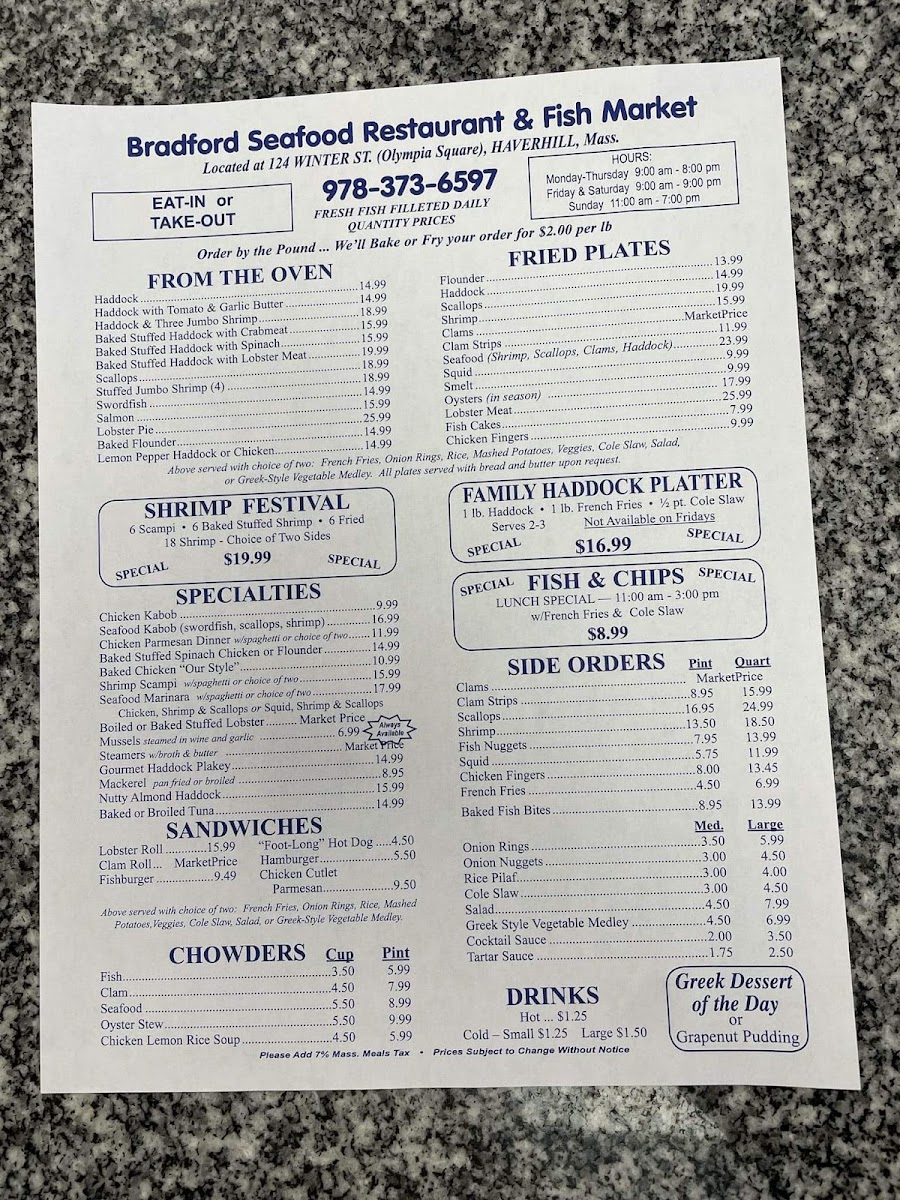 Bradford Seafood Restaurant & Fish Market
Located at 124 WINTER ST. (Olympia Square), HAVERHILL, Mass.
EAT-IN or
TAKE-OUT
978-373-6597
FRESH FISH FILLETED DAILY
QUANTITY PRICES
HOURS:
Monday-Thursday 9:00 am - 8:00 pm
Friday & Saturday 9:00 am - 9:00 pm
Sunday 11:00 am - 7:00 pm
Order by the Pound ... We'll Bake or Fry your order for $2.00 per lb
FROM THE OVEN
Haddock 14.99
Haddock with Tomato & Garlic Butter 14.99
Haddock & Three Jumbo Shrimp 18.99
Baked Stuffed Haddock with Crabmeat 15.99
Baked Stuffed Haddock with Spinach 15.99
Baked Stuffed Haddock with Lobster Meat 19.99
Scallops 18.99
Stuffed Jumbo Shrimp (4) 18.99
Swordfish 14.99
Salmon 15.99
Lobster Pie 25.99
Baked Flounder 14.99
Lemon Pepper Haddock or Chicken 14.99
FRIED PLATES
Flounder 13.99
Haddock 14.99
Scallops 19.99
Shrimp 15.99
Clams MarketPrice
Clam Strips 11.99
Seafood (Shrimp, Scallops, Clams, Haddock) 23.99
Squid 9.99
Smelt 9.99
Oysters (in season) 17.99
Lobster Meat 25.99
Fish Cakes 7.99
Chicken Fingers 9.99
Above served with choice of two: French Fries, Onion Rings, Rice, Mashed Potatoes, Veggies, Cole Slaw, Salad,
or Greek-Style Vegetable Medley. All plates served with bread and butter upon request.
SHRIMP FESTIVAL
6 Scampi • 6 Baked Stuffed Shrimp • 6 Fried
18 Shrimp - Choice of Two Sides
SPECIAL $19.99 SPECIAL
FAMILY HADDOCK PLATTER
1 lb. Haddock • 1 lb. French Fries • ½ pt. Cole Slaw
Serves 2-3 Not Available on Fridays
SPECIAL $16.99 SPECIAL
SPECIAL FISH & CHIPS SPECIAL
LUNCH SPECIAL — 11:00 am - 3:00 pm
w/French Fries & Cole Slaw
$8.99
SPECIALTIES
Chicken Kabob 9.99
Seafood Kabob (swordfish, scallops, shrimp) 16.99
Chicken Parmesan Dinner w/spaghetti or choice of two 11.99
Baked Stuffed Spinach Chicken or Flounder 14.99
Baked Chicken "Our Style" 10.99
Shrimp Scampi w/spaghetti or choice of two 15.99
Seafood Marinara w/spaghetti or choice of two 17.99
Chicken, Shrimp & Scallops or Squid, Shrimp & Scallops
Boiled or Baked Stuffed Lobster Market Price
Always
Available
Mussels steamed in wine and garlic 6.99
Steamers w/broth & butter Market Price
Gourmet Haddock Plakey 14.99
Mackerel pan fried or broiled 8.95
Nutty Almond Haddock 15.99
Baked or Broiled Tuna 14.99
SANDWICHES
Lobster Roll 15.99
Clam Roll... MarketPrice
Fishburger 9.49
"Foot-Long" Hot Dog 4.50
Hamburger 5.50
Chicken Cutlet
Parmesan 9.50
Above served with choice of two: French Fries, Onion Rings, Rice, Mashed
Potatoes, Veggies, Cole Slaw, Salad, or Greek-Style Vegetable Medley.
CHOWDERS Cup Pint
Fish 3.50 5.99
Clam 4.50 7.99
Seafood 5.50 8.99
Oyster Stew 5.50 9.99
Chicken Lemon Rice Soup 4.50 5.99
SIDE ORDERS Pint Quart
Clams MarketPrice
Clam Strips 8.95 15.99
Scallops 16.95 24.99
Shrimp 13.50 18.50
Fish Nuggets 7.95 13.99
Squid 5.75 11.99
Chicken Fingers 8.00 13.45
French Fries 4.50 6.99
Baked Fish Bites 8.95 13.99
Med. Large
Onion Rings 3.50 5.99
Onion Nuggets 3.00 4.50
Rice Pilaf 3.00 4.00
Cole Slaw 3.00 4.50
Salad 4.50 7.99
Greek Style Vegetable Medley 4.50 6.99
Cocktail Sauce 2.00 3.50
Tartar Sauce 1.75 2.50
DRINKS
Hot ... $1.25
Cold – Small $1.25 Large $1.50
Greek Dessert
of the Day
or
Grapenut Pudding
Please Add 7% Mass. Meals Tax • Prices Subject to Change Without Notice